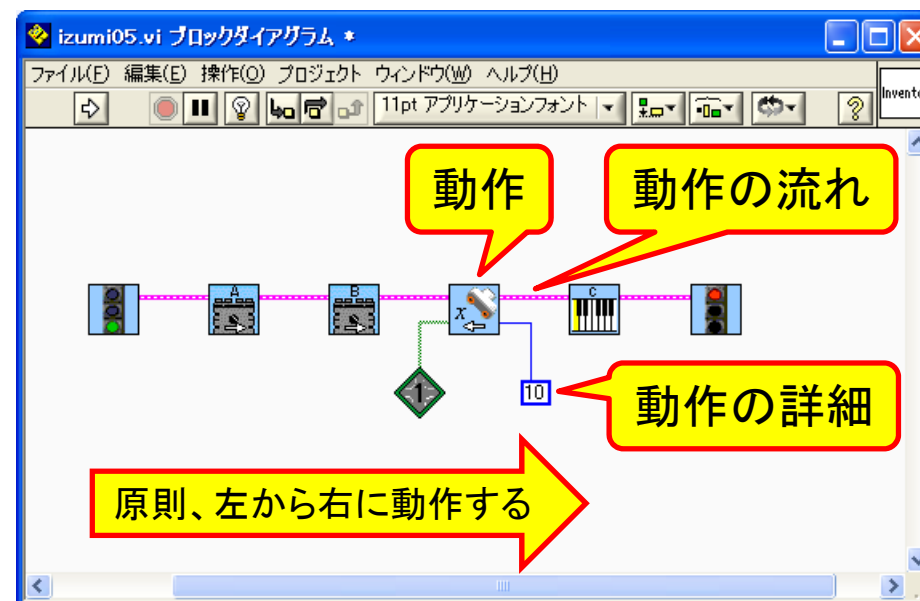 izumi05.vi ブロックダイアグラム *
ファイル(F) 編集(E) 操作(O) プロジェクト ウィンドウ(W) ヘルプ(H)
11pt アプリケーションフォント
?
動作
動作の流れ
A
B
x
C
1
10
動作の詳細
原則、左から右に動作する